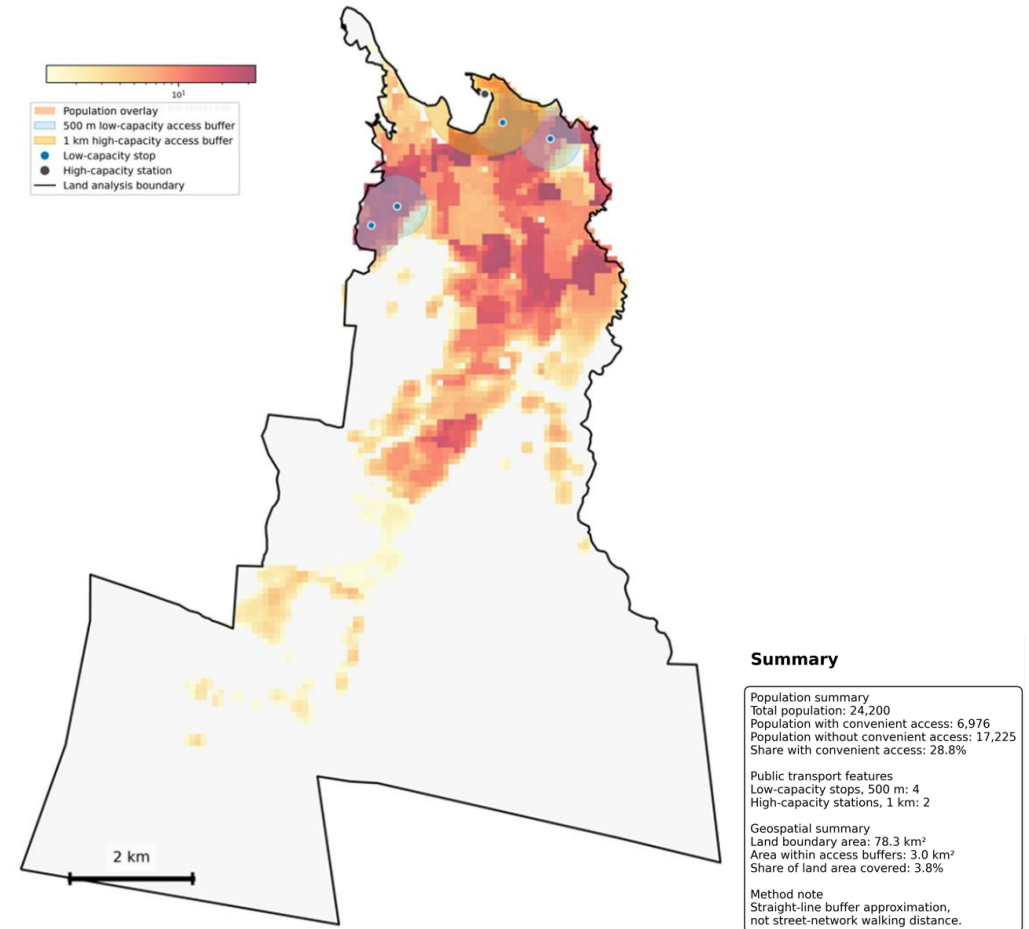 10¹
Population overlay
500 m low-capacity access buffer
1 km high-capacity access buffer
Low-capacity stop
High-capacity station
Land analysis boundary
2 km
Summary
Population summary
Total population: 24,200
Population with convenient access: 6,976
Population without convenient access: 17,225
Share with convenient access: 28.8%
Public transport features
Low-capacity stops, 500 m: 4
High-capacity stations, 1 km: 2
Geospatial summary
Land boundary area: 78.3 km²
Area within access buffers: 3.0 km²
Share of land area covered: 3.8%
Method note
Straight-line buffer approximation,
not street-network walking distance.